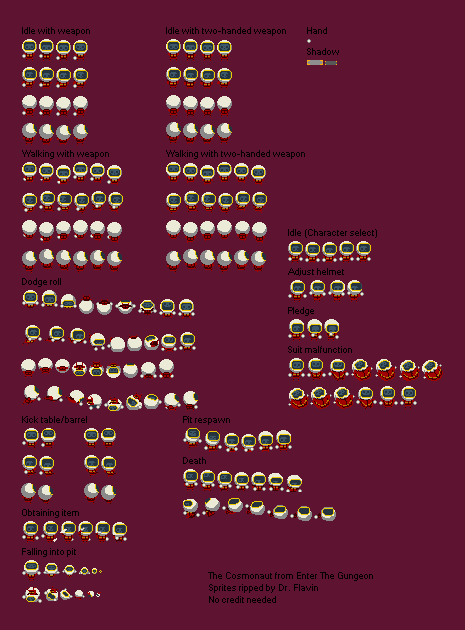 Idle with weapon
Idle with two-handed weapon
Hand
Shadow
Walking with weapon
Walking with two-handed weapon
Idle (Character select)
Adjust helmet
Dodge roll
Pledge
Suit malfunction
Kick table/barrel
Pit respawn
Death
Obtaining item
Falling into pit
The Cosmonaut from Enter The Gungeon
Sprites ripped by Dr. Flavin
No credit needed